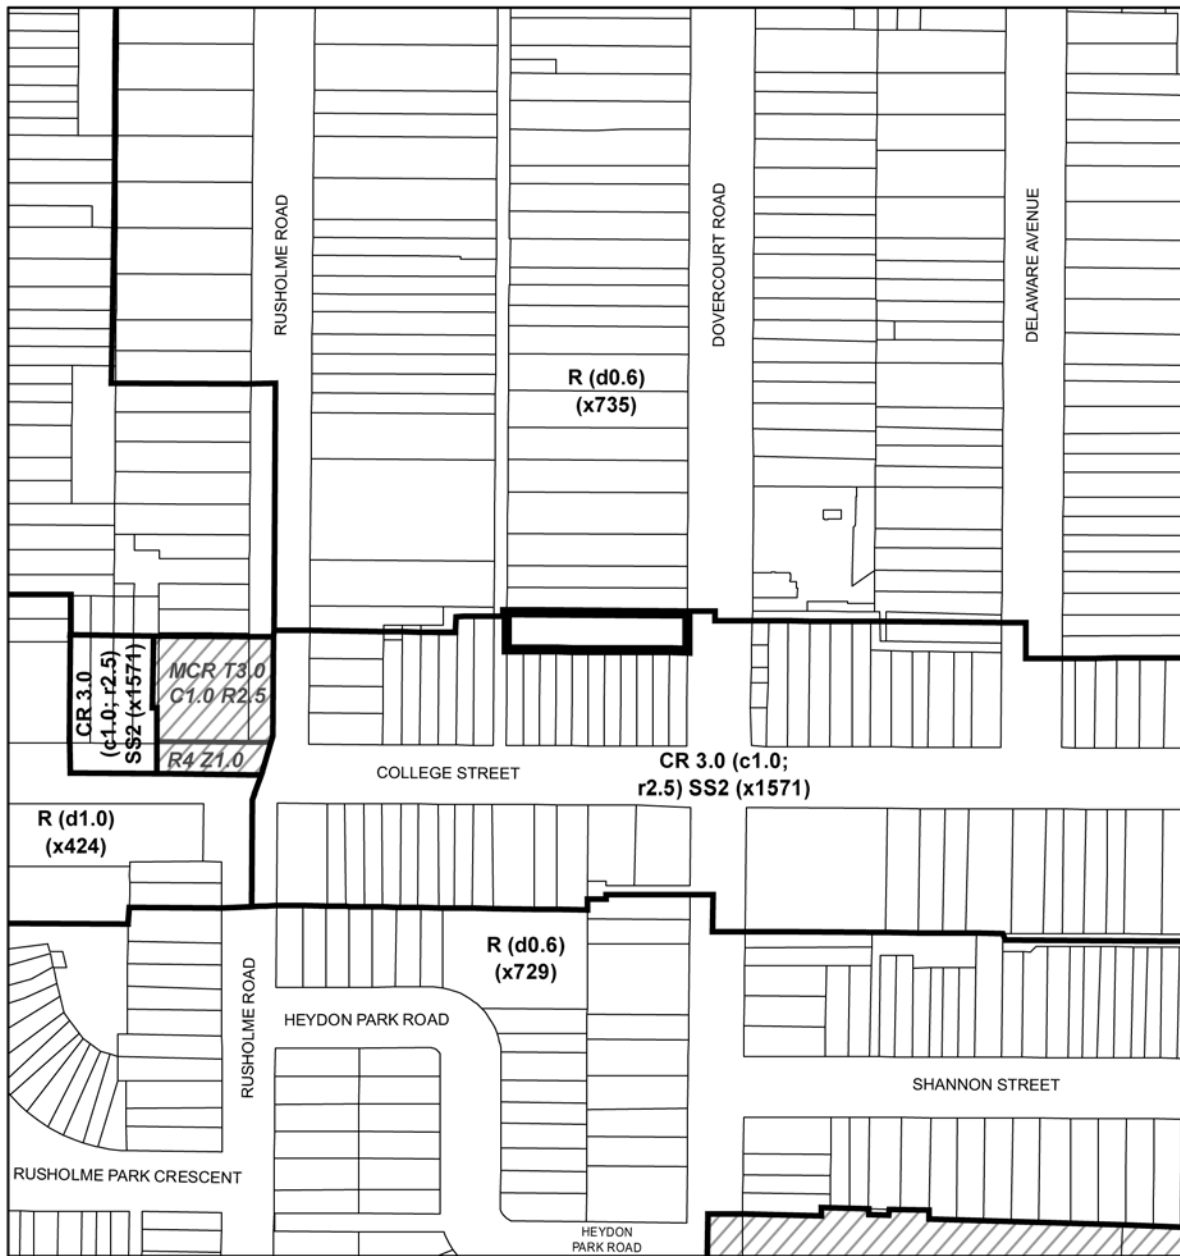 RUSHOLME ROAD
DOVERCOURT ROAD
DELAWARE AVENUE
R (d0.6)
(x735)
CR 3.0
(c1.0; r2.5)
SS2 (x1571)
MCR T3.0
C1.0 R2.5
R4 Z1.0
COLLEGE STREET
CR 3.0 (c1.0;
r2.5) SS2 (x1571)
R (d1.0)
(x424)
R (d0.6)
(x729)
RUSHOLME ROAD
HEYDON PARK ROAD
SHANNON STREET
RUSHOLME PARK CRESCENT
HEYDON
PARK ROAD